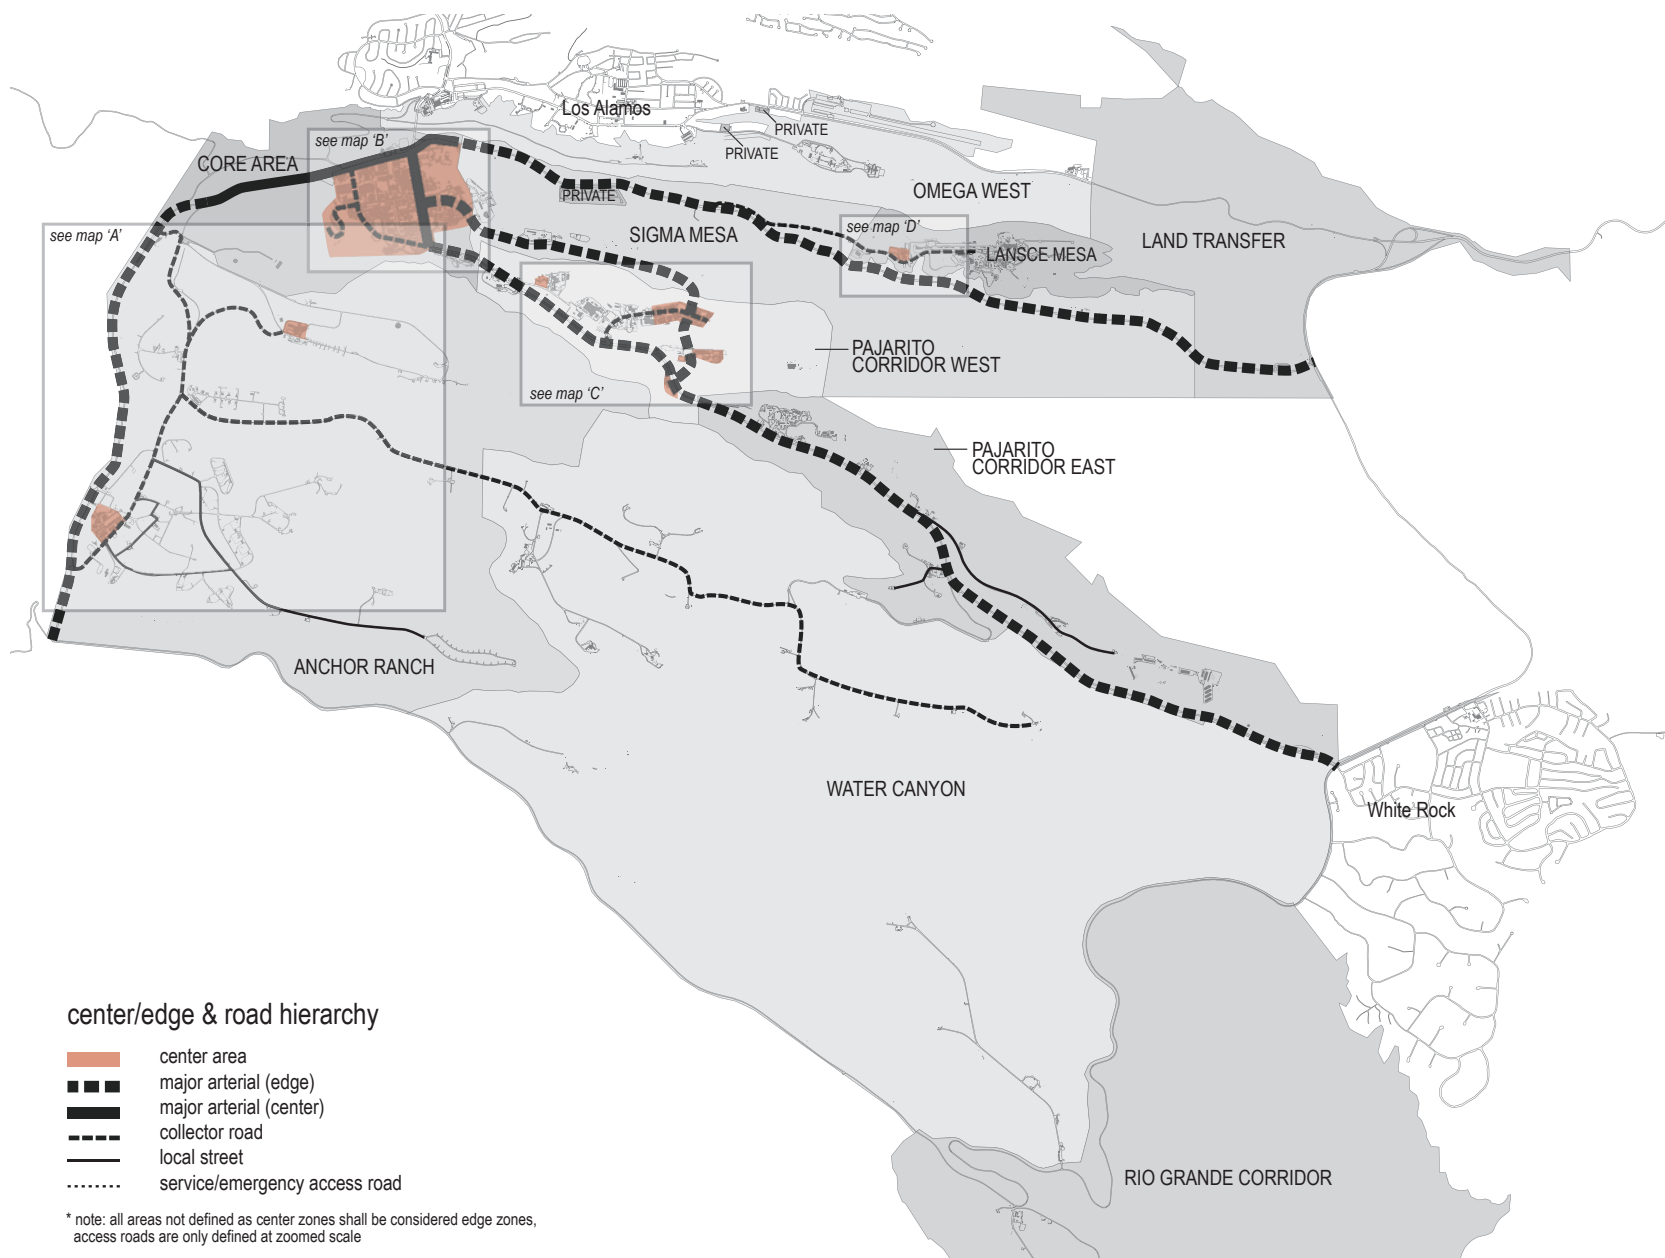 Los Alamos
PRIVATE
see map 'B'
PRIVATE
CORE AREA
OMEGA WEST
PRIVATE
see map 'A'
SIGMA MESA
see map 'D'
LAND TRANSFER
LANSCE MESA
PAJARITO
CORRIDOR WEST
see map 'C'
PAJARITO
CORRIDOR EAST
ANCHOR RANCH
WATER CANYON
White Rock
center/edge & road hierarchy
center area
major arterial (edge)
major arterial (center)
collector road
local street
service/emergency access road
* note: all areas not defined as center zones shall be considered edge zones,
access roads are only defined at zoomed scale
RIO GRANDE CORRIDOR